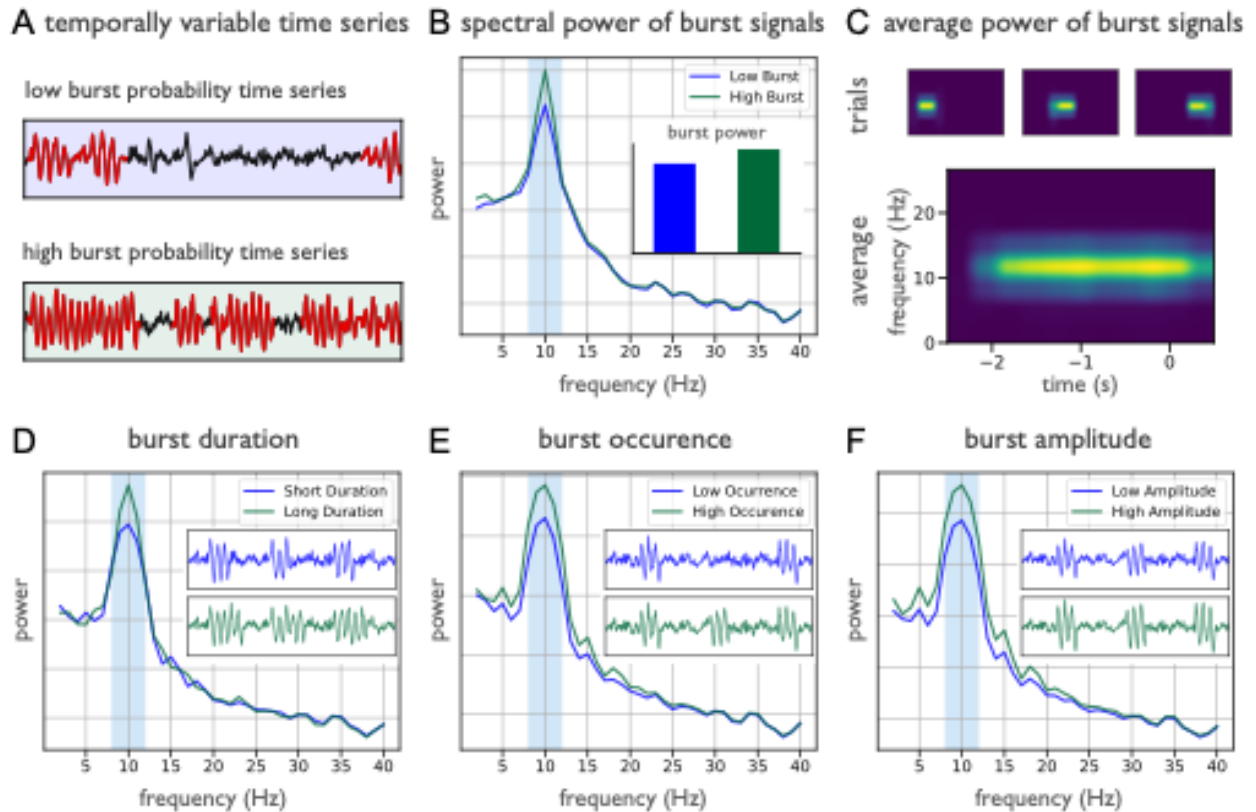 A temporally variable time series
low burst probability time series
high burst probability time series
B spectral power of burst signals
Low Burst
High Burst
burst power
power
5 10 15 20 25 30 35 40
frequency (Hz)
C average power of burst signals
trials
average
frequency (Hz)
20
10
0
−2 −1 0
time (s)
D burst duration
Short Duration
Long Duration
power
5 10 15 20 25 30 35 40
frequency (Hz)
E burst occurence
Low Ocurrence
High Occurence
power
5 10 15 20 25 30 35 40
frequency (Hz)
F burst amplitude
Low Amplitude
High Amplitude
power
5 10 15 20 25 30 35 40
frequency (Hz)